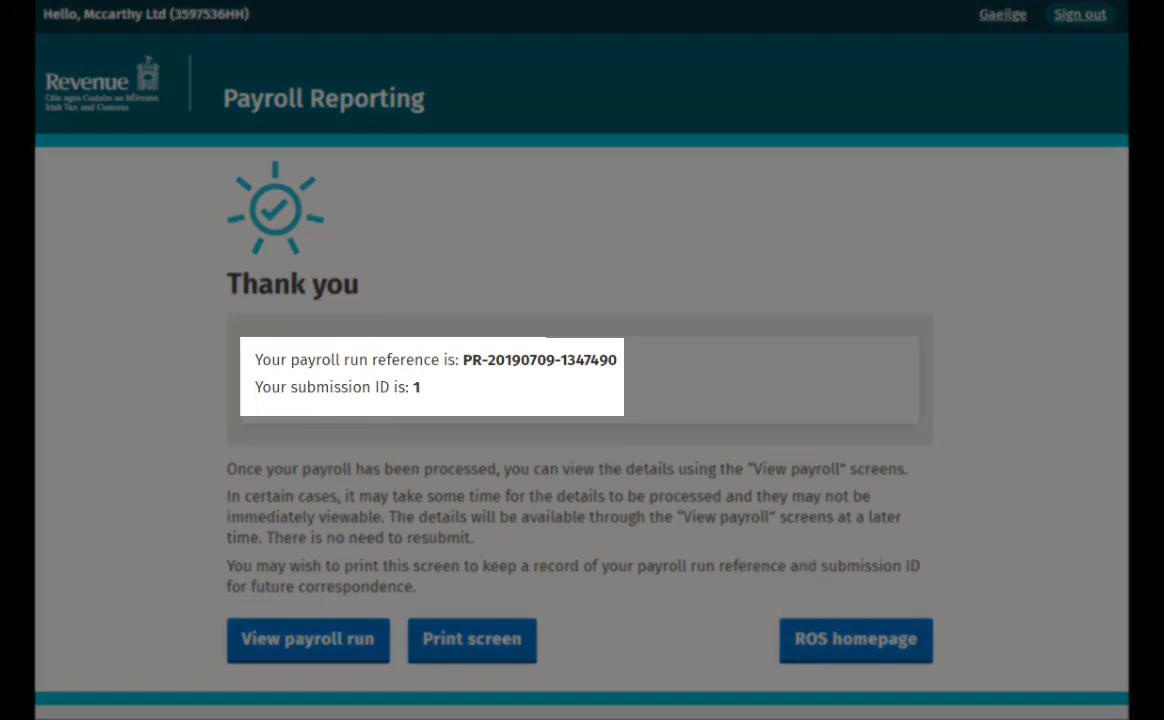 Hello, Mccarthy Ltd (3597536HH)
Gaeilge
Sign out
Revenue
Cáin agus Custaim na hÉireann
Irish Tax and Customs
Payroll Reporting
Thank you
Your payroll run reference is: PR-20190709-1347490
Your submission ID is: 1
Once your payroll has been processed, you can view the details using the "View payroll" screens.
In certain cases, it may take some time for the details to be processed and they may not be
immediately viewable. The details will be available through the "View payroll" screens at a later
time. There is no need to resubmit.
You may wish to print this screen to keep a record of your payroll run reference and submission ID
for future correspondence.
View payroll run
Print screen
ROS homepage